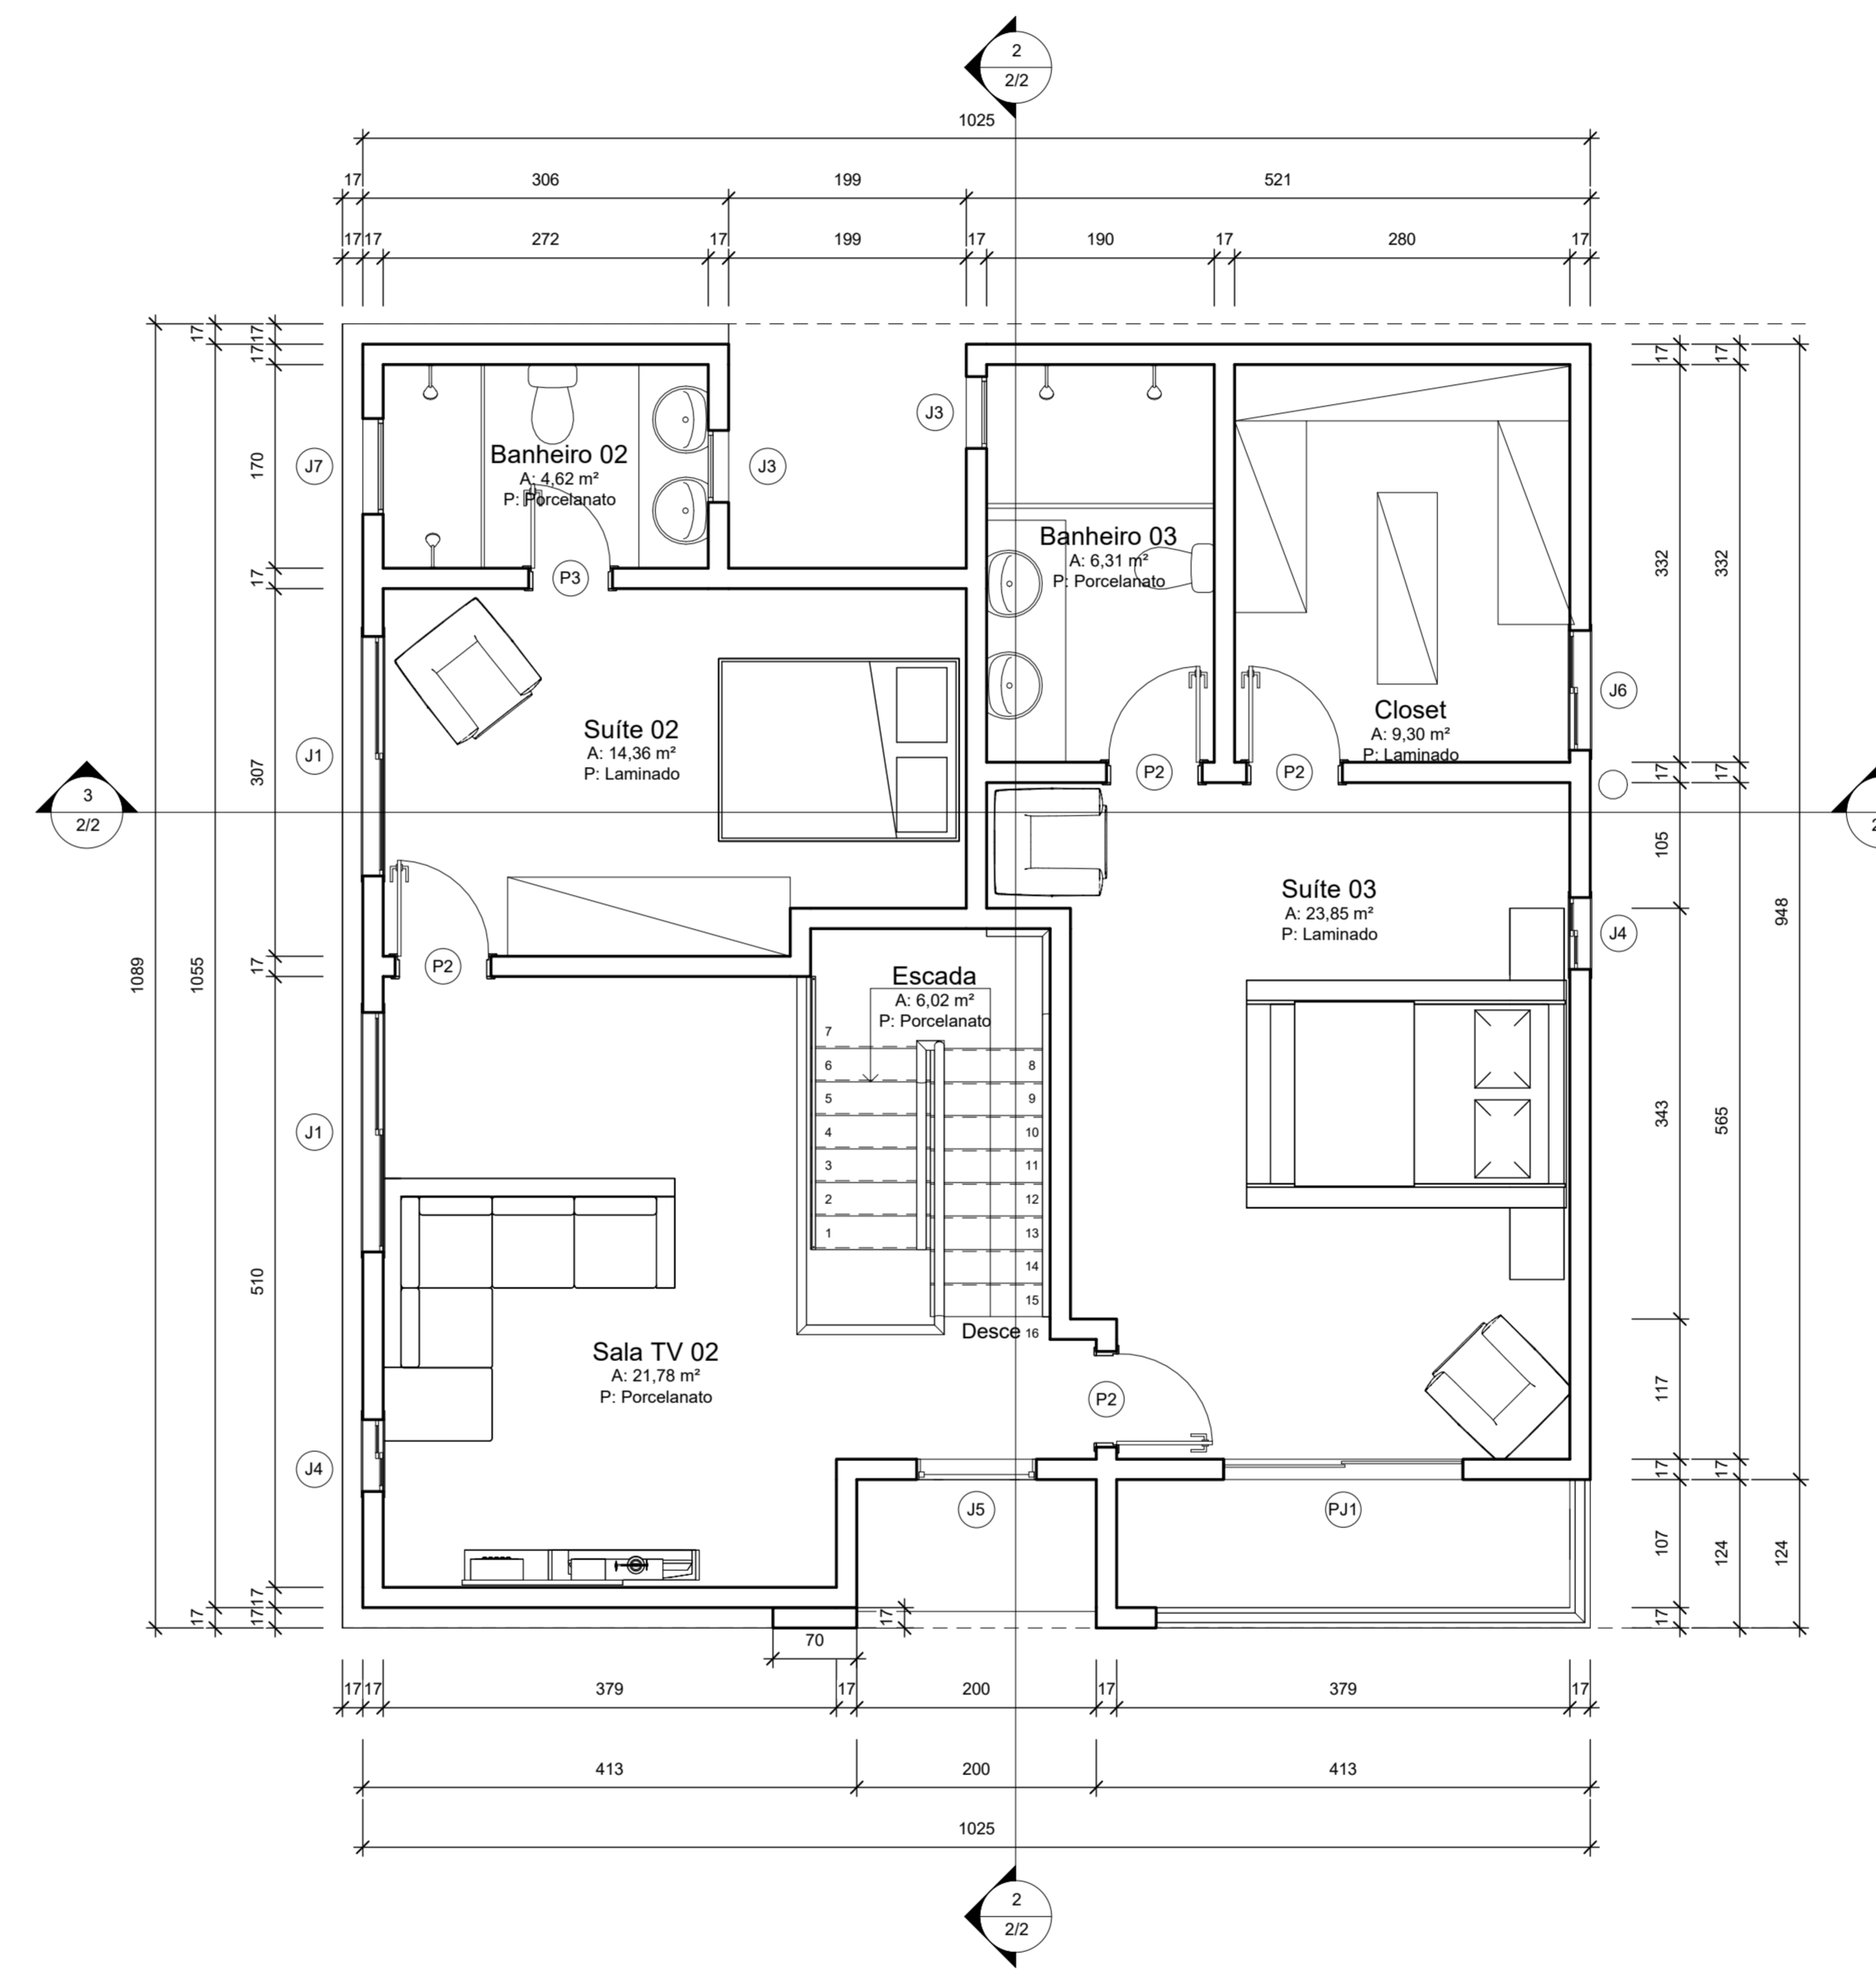 2
2/2
1025
17 306 199 521
17 17 272 17 199 17 190 17 280 17
17 17 17 17 17
J3
J7 Banheiro 02 J3
A: 4,62 m²
P: Porcelanato
170
Banheiro 03
A: 6,31 m²
P: Porcelanato
332 332
17 P3
Closet
A: 9,30 m²
P: Laminado
J6
Suíte 02
A: 14,36 m²
P: Laminado
J1
307
P2 P2 17 17
3
2/2
2
105
Suíte 03
A: 23,85 m²
P: Laminado
J4
948
1089 1055 17 P2
Escada
A: 6,02 m²
P: Porcelanato
7
6 8
5 9
4 10
3 11
2 12
1 13
14
15
Desce 16
J1
343 565
510
Sala TV 02
A: 21,78 m²
P: Porcelanato
P2
117
J4
17 17
J5 PJ1
107 124 124
17 17 17 17 17
70
17 17 379 17 200 17 379 17
413 200 413
1025
2
2/2